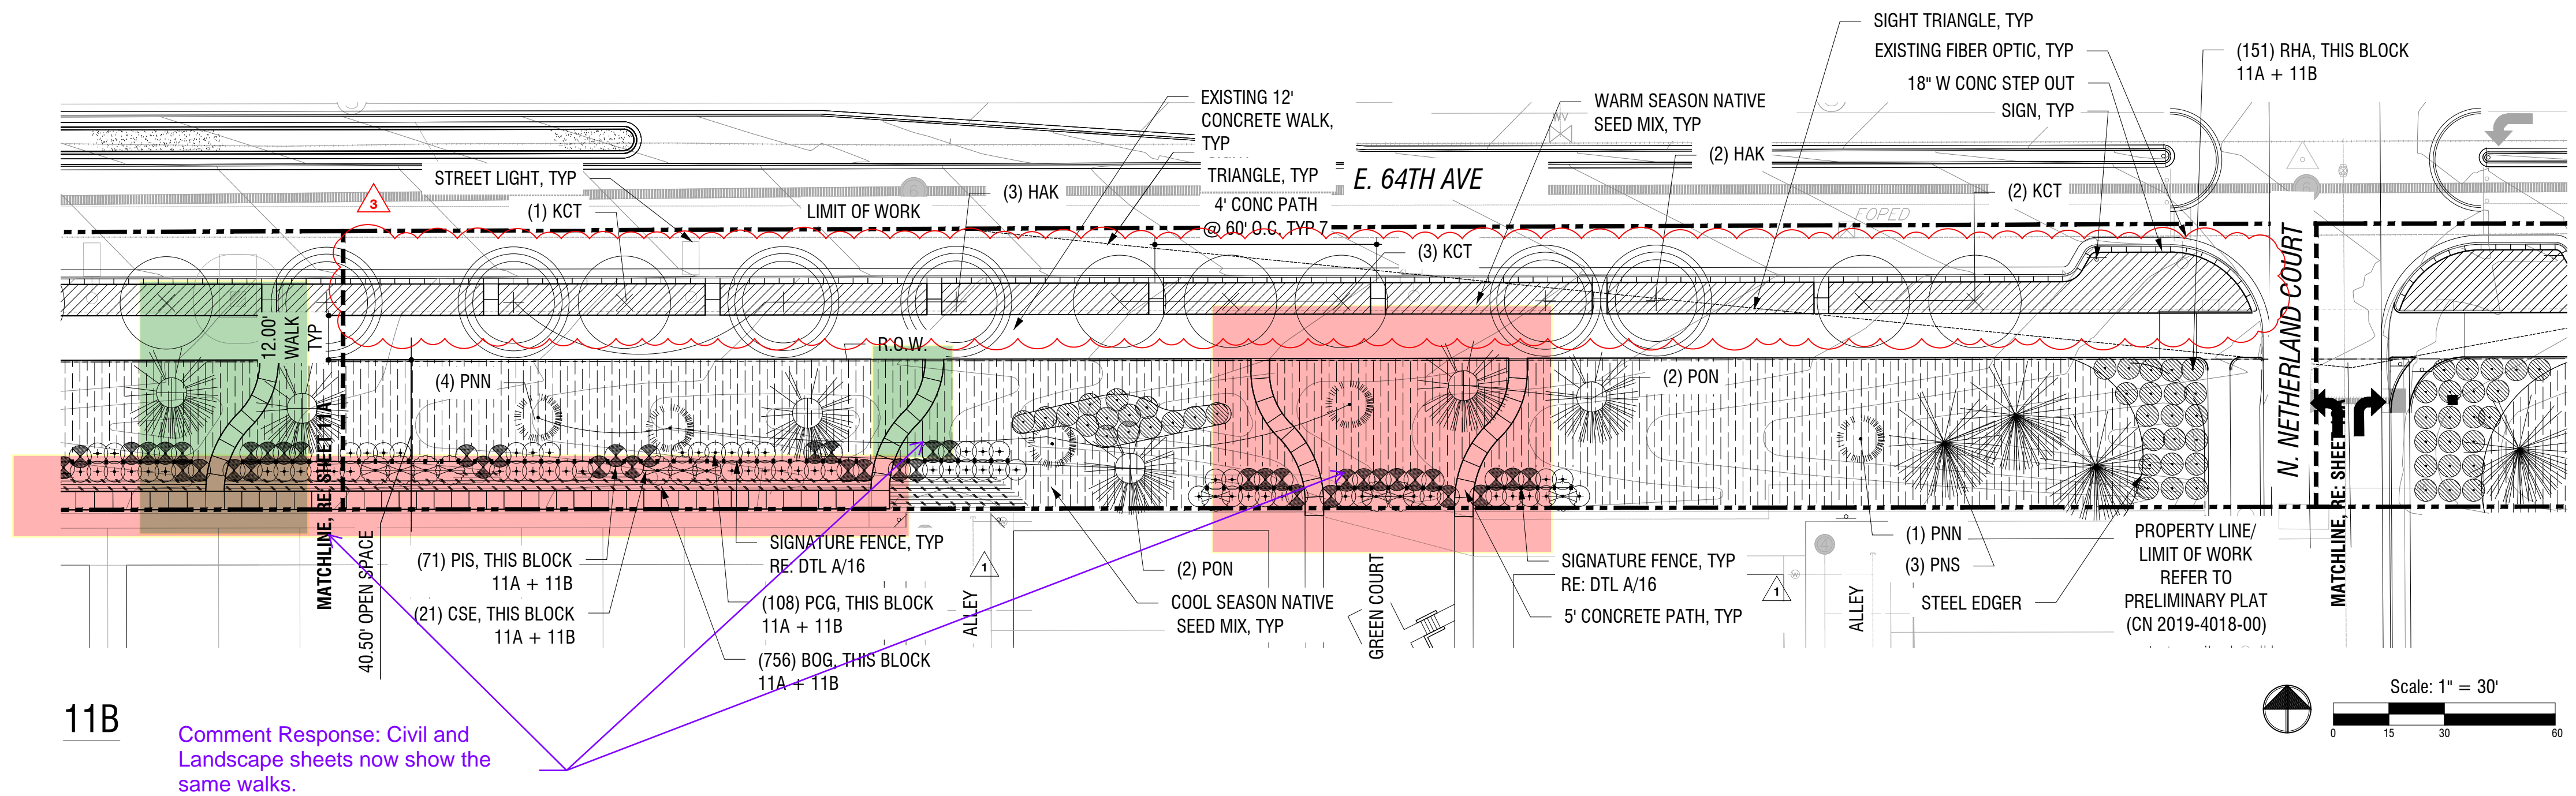 SIGHT TRIANGLE, TYP
EXISTING FIBER OPTIC, TYP
18" W CONC STEP OUT
SIGN, TYP
(151) RHA, THIS BLOCK
11A + 11B
EXISTING 12'
CONCRETE WALK,
TYP
TRIANGLE, TYP
4' CONC PATH
@ 60' O.C. TYP 7
WARM SEASON NATIVE
SEED MIX, TYP
WV
(2) HAK
E. 64TH AVE
STREET LIGHT, TYP
3
(1) KCT
LIMIT OF WORK
(3) HAK
6
(2) KCT
FOPED
(3) KCT
12.00'
WALK
TYP
R.O.W.
(4) PNN
(2) PON
N. NETHERLAND COURT
MATCHLINE, RE: SHEET 11A
MATCHLINE, RE: SHEET
40.50' OPEN SPACE
(71) PIS, THIS BLOCK
11A + 11B
(21) CSE, THIS BLOCK
11A + 11B
SIGNATURE FENCE, TYP
RE: DTL A/16
(108) PCG, THIS BLOCK
11A + 11B
(756) BOG, THIS BLOCK
11A + 11B
ALLEY
1
(2) PON
COOL SEASON NATIVE
SEED MIX, TYP
GREEN COURT
SIGNATURE FENCE, TYP
RE: DTL A/16
5' CONCRETE PATH, TYP
1
4
ALLEY
(1) PNN
(3) PNS
STEEL EDGER
PROPERTY LINE/
LIMIT OF WORK
REFER TO
PRELIMINARY PLAT
(CN 2019-4018-00)
11B
Comment Response: Civil and
Landscape sheets now show the
same walks.
Scale: 1" = 30'
0 15 30 60